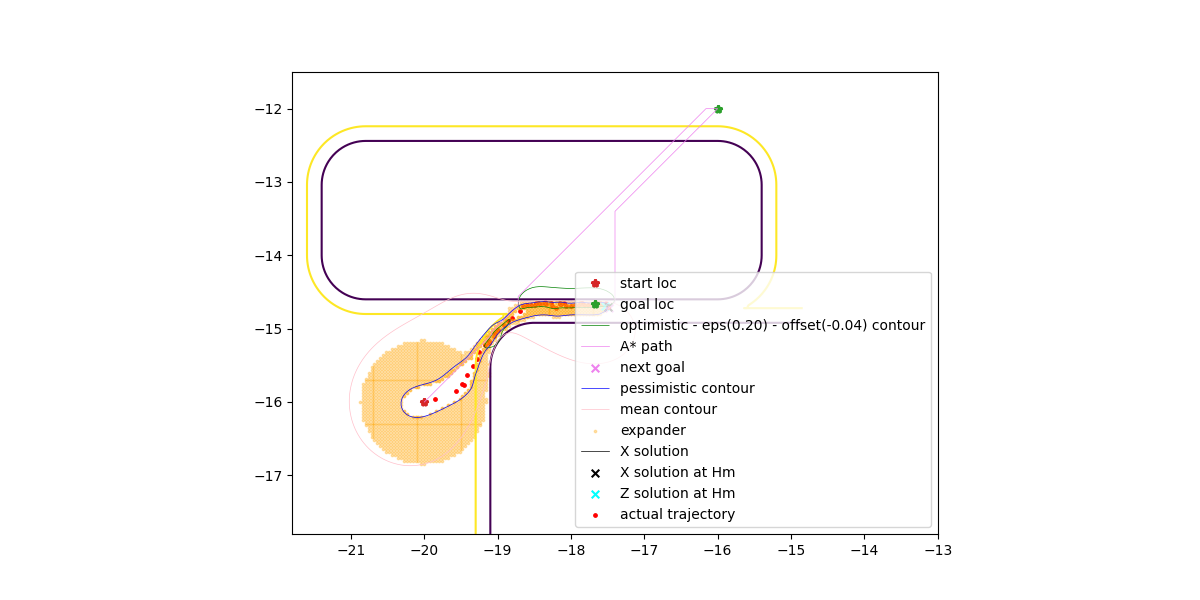 −12
−13
−14
−15
−16
−17
start loc
goal loc
optimistic - eps(0.20) - offset(-0.04) contour
A* path
next goal
pessimistic contour
mean contour
expander
X solution
X solution at Hm
Z solution at Hm
actual trajectory
−21 −20 −19 −18 −17 −16 −15 −14 −13